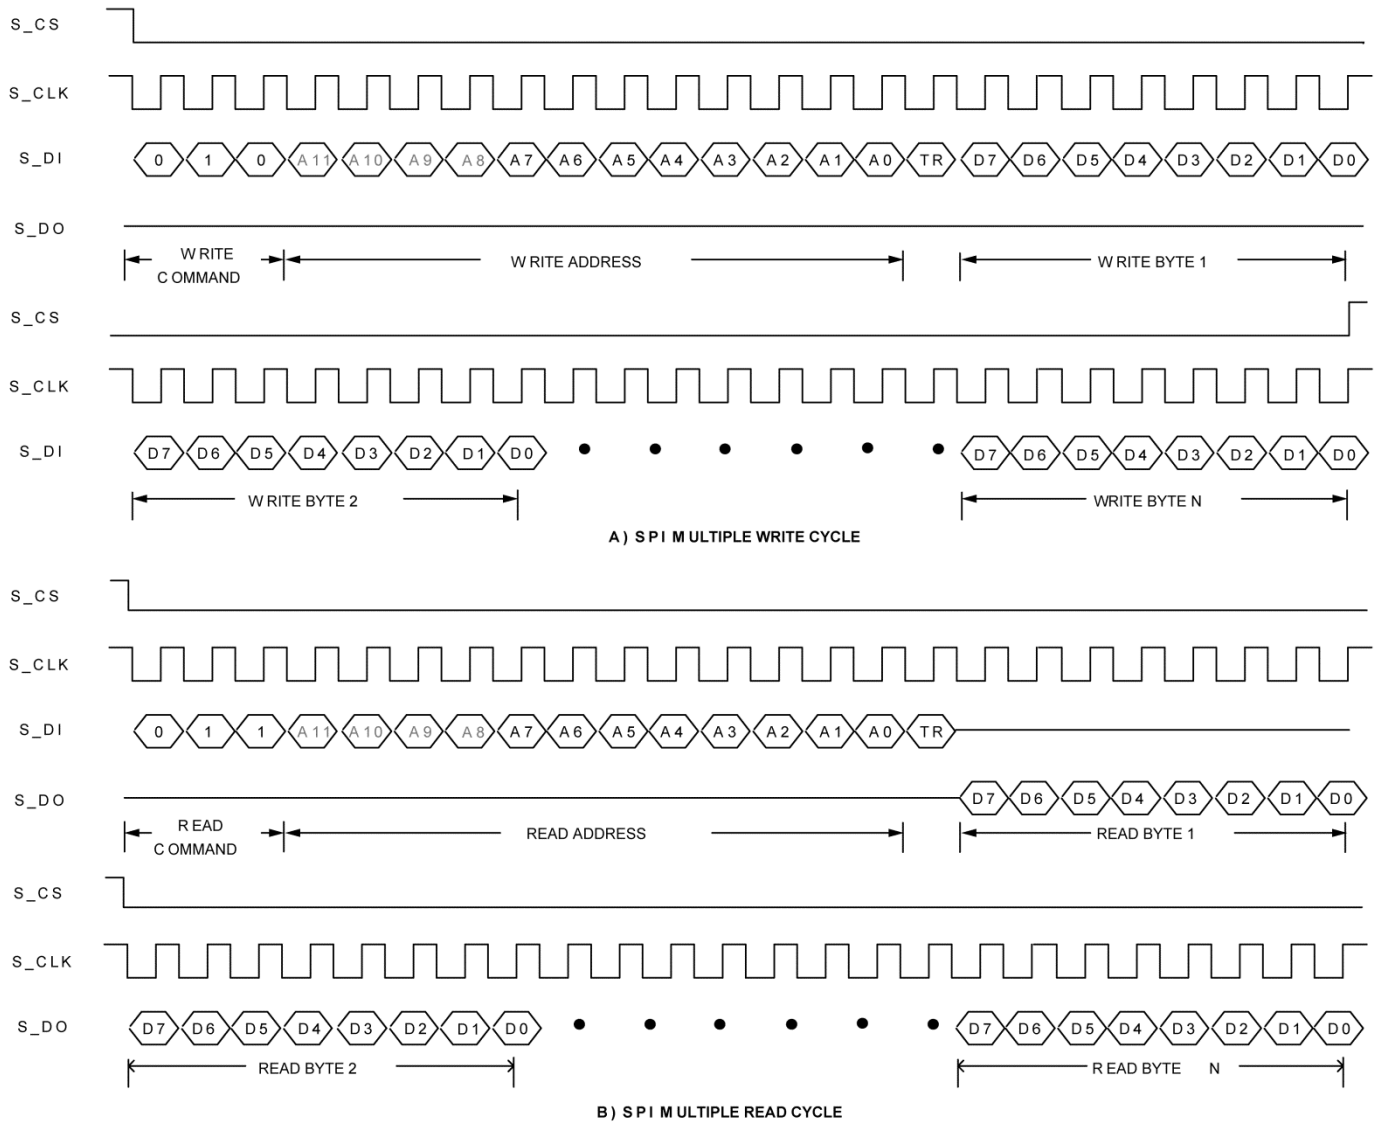 S_CS
S_CLK
S_DI 0 1 0 A11 A10 A9 A8 A7 A6 A5 A4 A3 A2 A1 A0 TR D7 D6 D5 D4 D3 D2 D1 D0
S_DO
WRITE COMMAND WRITE ADDRESS WRITE BYTE 1
S_CS
S_CLK
S_DI D7 D6 D5 D4 D3 D2 D1 D0 D7 D6 D5 D4 D3 D2 D1 D0
WRITE BYTE 2 WRITE BYTE N
A) SPI MULTIPLE WRITE CYCLE
S_CS
S_CLK
S_DI 0 1 1 A11 A10 A9 A8 A7 A6 A5 A4 A3 A2 A1 A0 TR
S_DO D7 D6 D5 D4 D3 D2 D1 D0
READ COMMAND READ ADDRESS READ BYTE 1
S_CS
S_CLK
S_DO D7 D6 D5 D4 D3 D2 D1 D0 D7 D6 D5 D4 D3 D2 D1 D0
READ BYTE 2 READ BYTE N
B) SPI MULTIPLE READ CYCLE